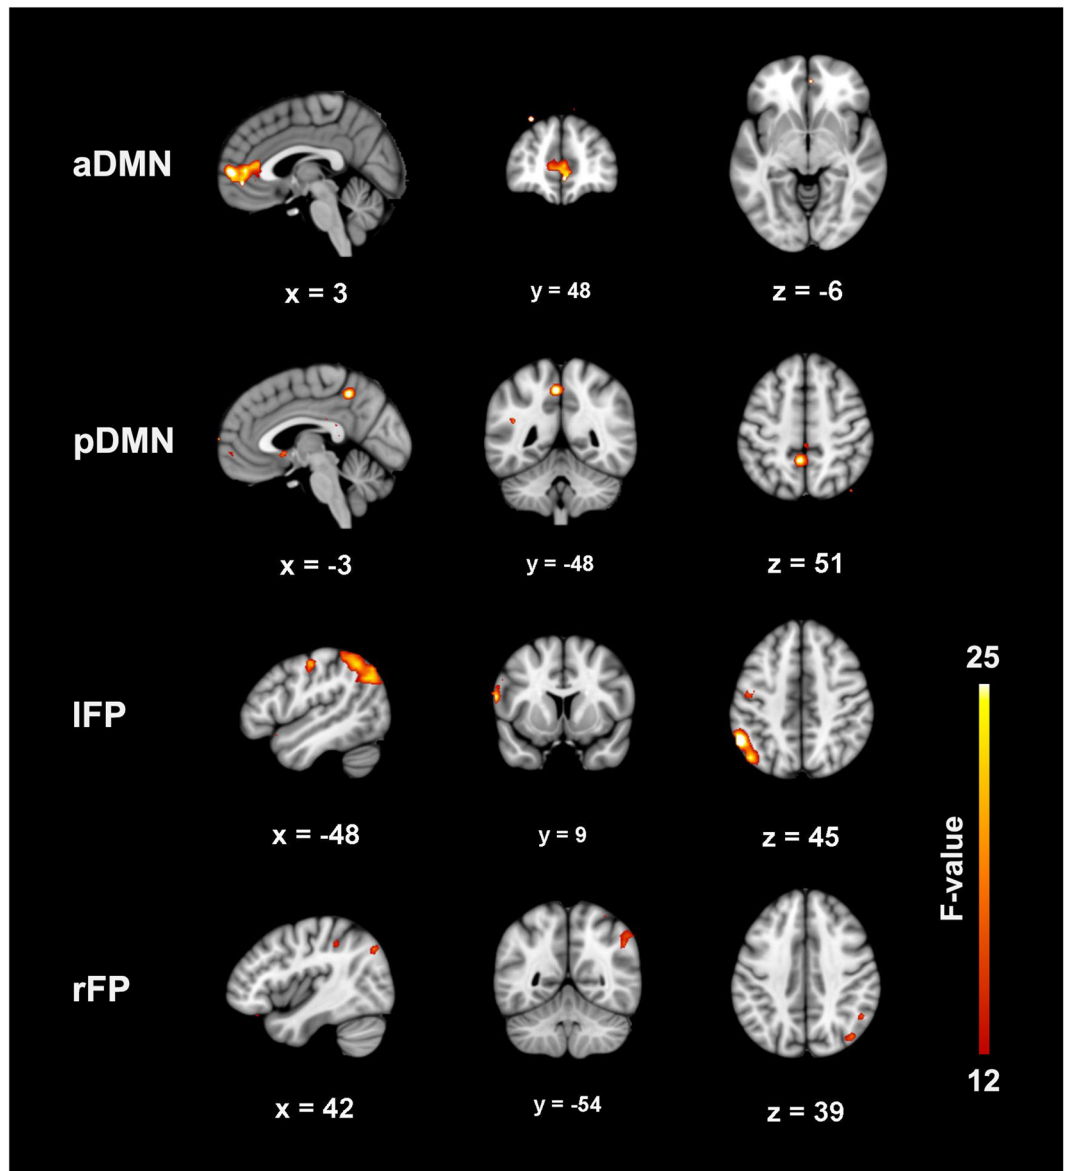 aDMN
x = 3
y = 48
z = -6
pDMN
x = -3
y = -48
z = 51
lFP
x = -48
y = 9
z = 45
25
F-value
12
rFP
x = 42
y = -54
z = 39